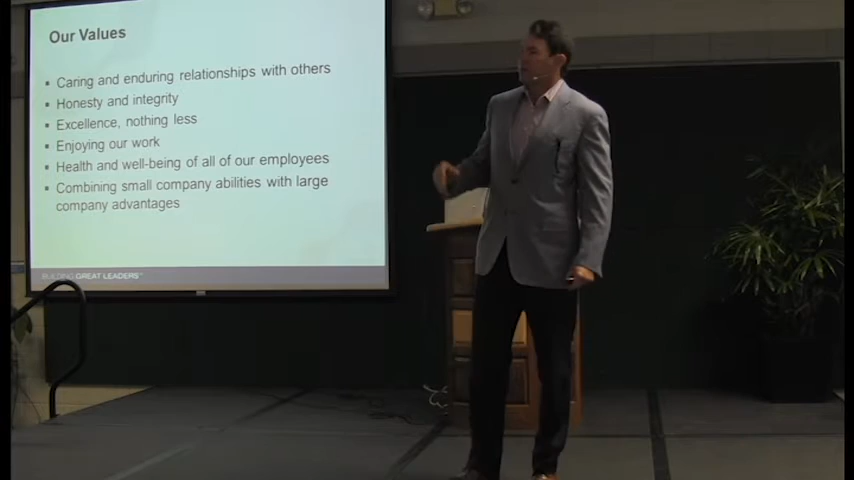 Our Values
▪ Caring and enduring relationships with others
▪ Honesty and integrity
▪ Excellence, nothing less
▪ Enjoying our work
▪ Health and well-being of all of our employees
▪ Combining small company abilities with large
company advantages
BUILDING GREAT LEADERS™